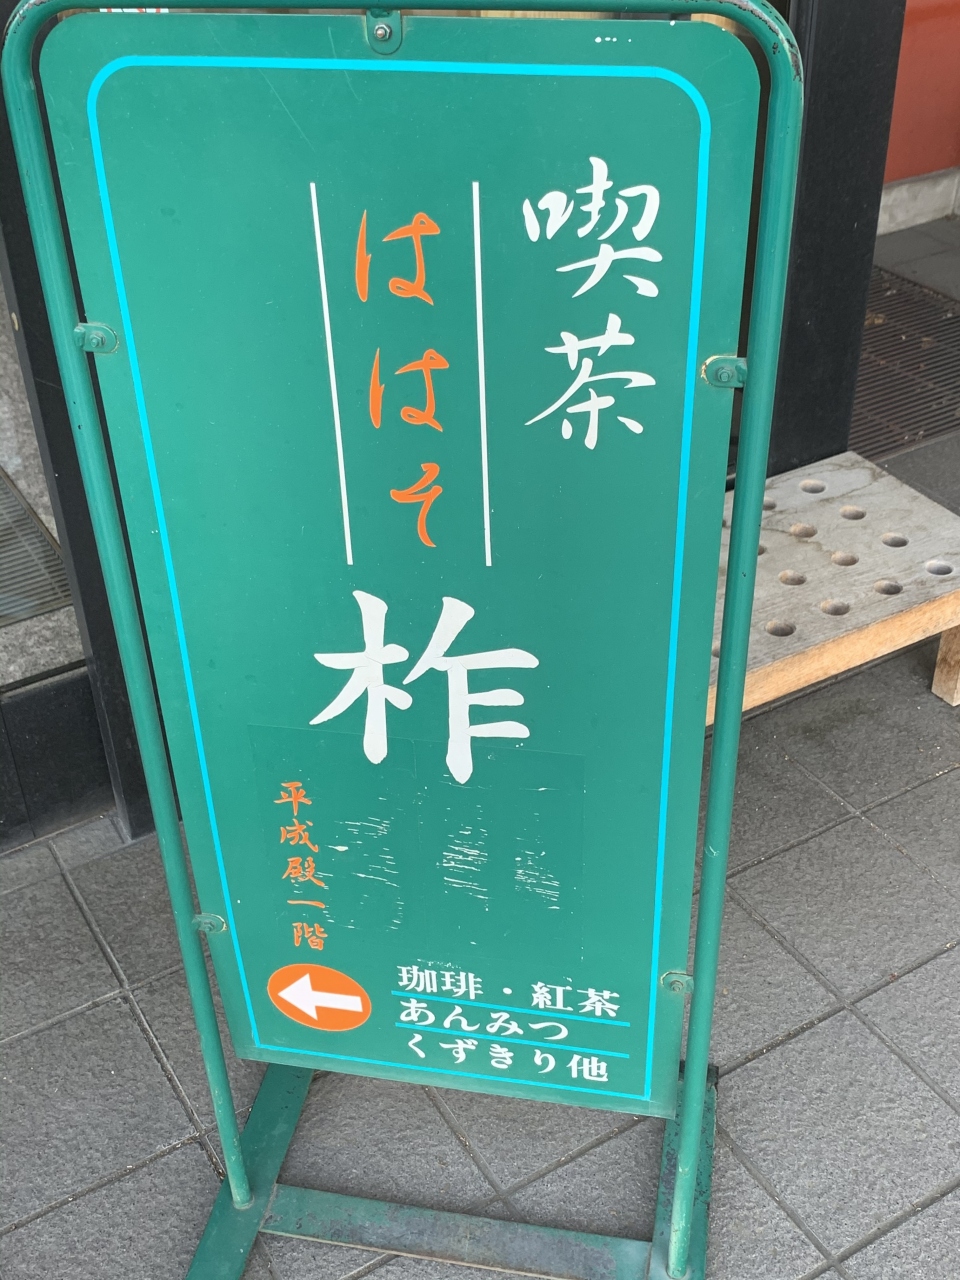 喫茶
ははそ
柞
平成殿一階
珈琲・紅茶
あんみつ
くずきり他